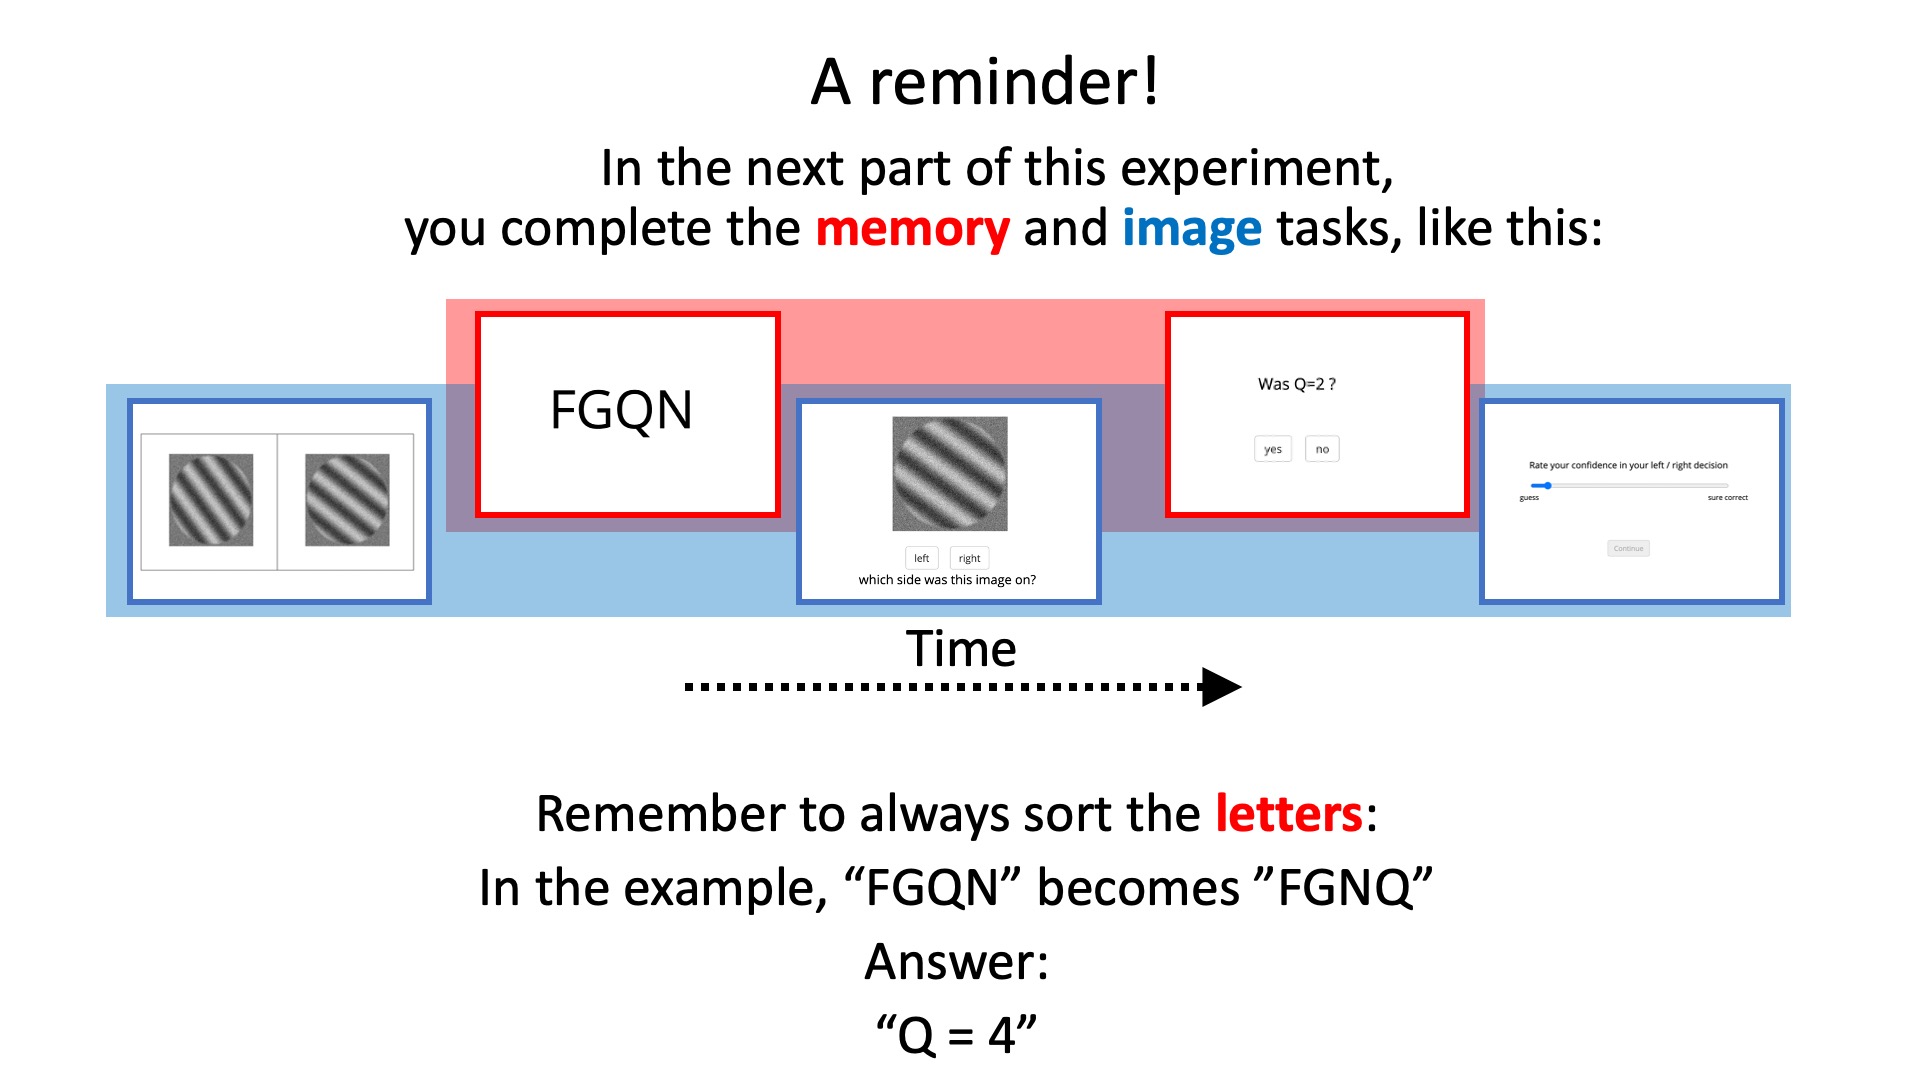 A reminder!
In the next part of this experiment,
you complete the memory and image tasks, like this:
FGQN
left right
which side was this image on?
Was Q=2 ?
yes no
Rate your confidence in your left / right decision
guess sure correct
Continue
Time
Remember to always sort the letters:
In the example, “FGQN” becomes ”FGNQ”
Answer:
“Q = 4”